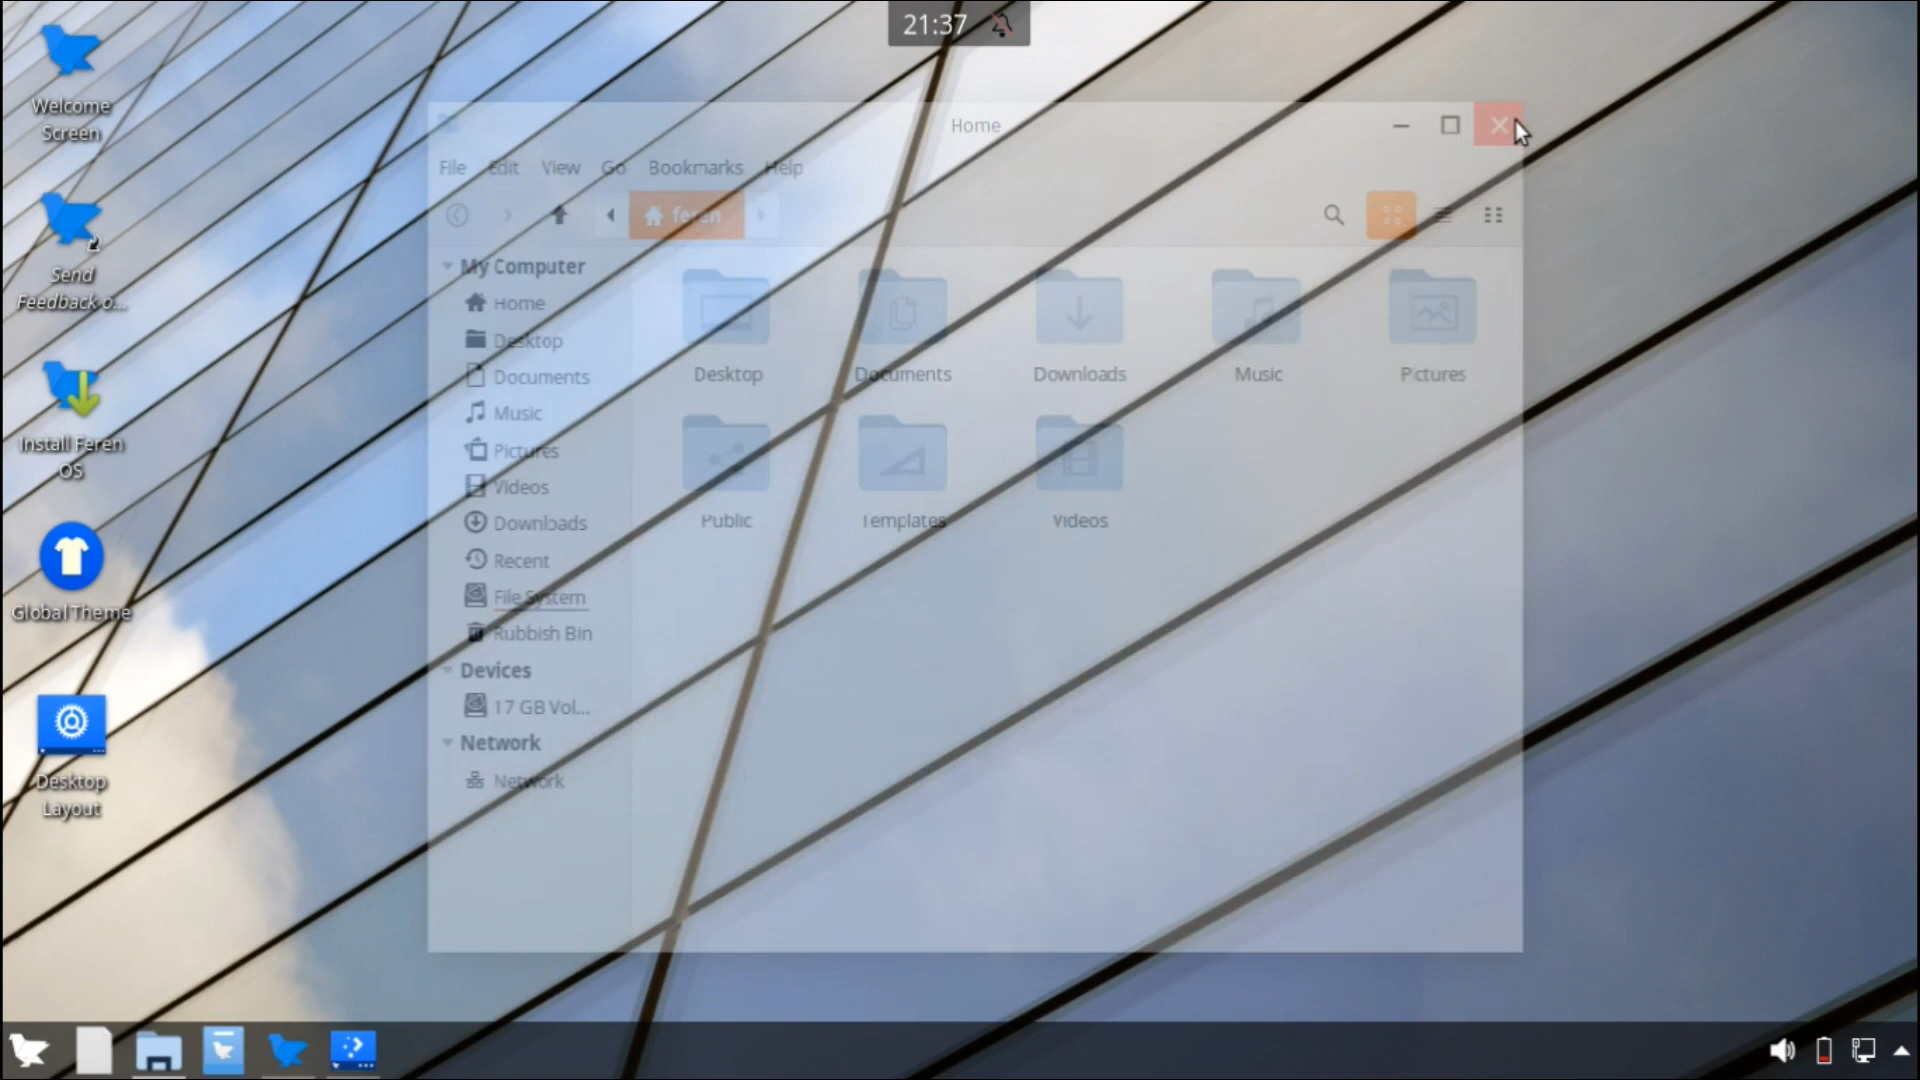 21:37
Welcome
Screen
Send
Feedback o...
Install Feren
OS
Global Theme
Desktop
Layout
Home
File Edit View Go Bookmarks Help
feren
My Computer
Home
Desktop
Documents
Music
Pictures
Videos
Downloads
Recent
File System
Rubbish Bin
Devices
17 GB Vol...
Network
Network
Desktop Documents Downloads Music Pictures
Public Templates Videos